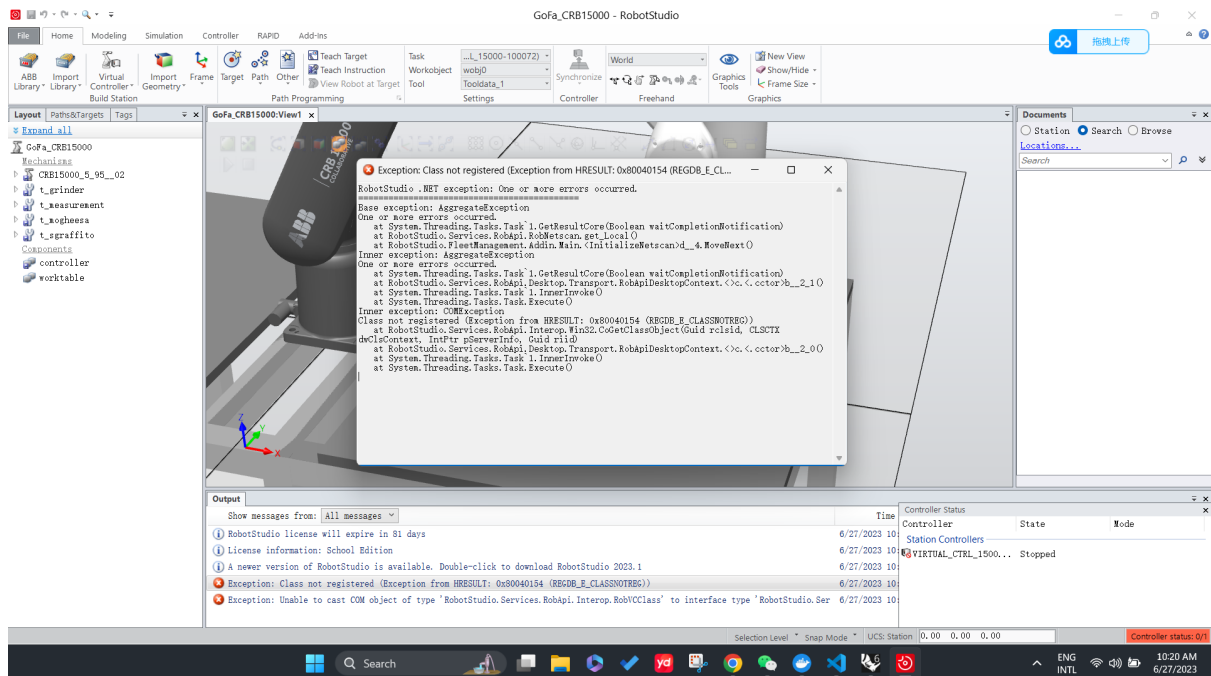 GoFa_CRB15000 - RobotStudio
File Home Modeling Simulation Controller RAPID Add-Ins
拖拽上传
ABB Library
Import Library
Virtual Controller
Import Geometry
Build Station
Frame Target Path Other
Teach Target
Teach Instruction
View Robot at Target
Path Programming
Task ...L_15000-100072)
Workobject wobj0
Tool Tooldata_1
Settings
Synchronize
Controller
World
Freehand
Graphics Tools
New View
Show/Hide
Frame Size
Graphics
Layout Paths&Targets Tags
Expand all
GoFa_CRB15000
Mechanisms
CRB15000_5_95__02
t_grinder
t_measurement
t_mogheesa
t_sgraffito
Components
controller
worktable
GoFa_CRB15000:View1
CRB 15000
ABB
Z
Y
X
Exception: Class not registered (Exception from HRESULT: 0x80040154 (REGDB_E_CL...
RobotStudio .NET exception: One or more errors occurred.
==============================================
Base exception: AggregateException
One or more errors occurred.
at System.Threading.Tasks.Task`1.GetResultCore(Boolean waitCompletionNotification)
at RobotStudio.Services.RobApi.RobNetscan.get_Local()
at RobotStudio.FleetManagement.Addin.Main.<InitializeNetscan>d__4.MoveNext()
Inner exception: AggregateException
One or more errors occurred.
at System.Threading.Tasks.Task`1.GetResultCore(Boolean waitCompletionNotification)
at RobotStudio.Services.RobApi.Desktop.Transport.RobApiDesktopContext.<>c.<.cctor>b__2_1()
at System.Threading.Tasks.Task`1.InnerInvoke()
at System.Threading.Tasks.Task.Execute()
Inner exception: COMException
Class not registered (Exception from HRESULT: 0x80040154 (REGDB_E_CLASSNOTREG))
at RobotStudio.Services.RobApi.Interop.Win32.CoGetClassObject(Guid rclsid, CLSCTX
dwClsContext, IntPtr pServerInfo, Guid riid)
at RobotStudio.Services.RobApi.Desktop.Transport.RobApiDesktopContext.<>c.<.cctor>b__2_0()
at System.Threading.Tasks.Task`1.InnerInvoke()
at System.Threading.Tasks.Task.Execute()
Documents
Station Search Browse
Locations...
Search
Output
Show messages from: All messages Time
RobotStudio license will expire in 81 days 6/27/2023 10:
License information: School Edition 6/27/2023 10:
A newer version of RobotStudio is available. Double-click to download RobotStudio 2023.1 6/27/2023 10:
Exception: Class not registered (Exception from HRESULT: 0x80040154 (REGDB_E_CLASSNOTREG)) 6/27/2023 10:
Exception: Unable to cast COM object of type 'RobotStudio.Services.RobApi.Interop.RobVCClass' to interface type 'RobotStudio.Ser 6/27/2023 10:
Controller Status
Controller State Mode
Station Controllers
VIRTUAL_CTRL_1500... Stopped
Selection Level Snap Mode UCS: Station 0.00 0.00 0.00 Controller status: 0/1
Search
yd
ENG
INTL
10:20 AM
6/27/2023